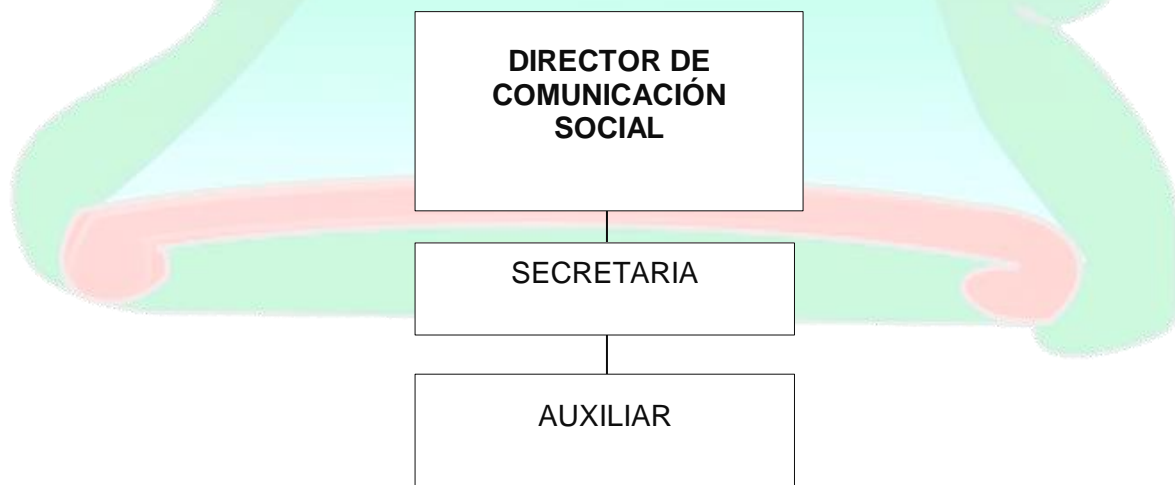 DIRECTOR DE
COMUNICACIÓN
SOCIAL
SECRETARIA
AUXILIAR